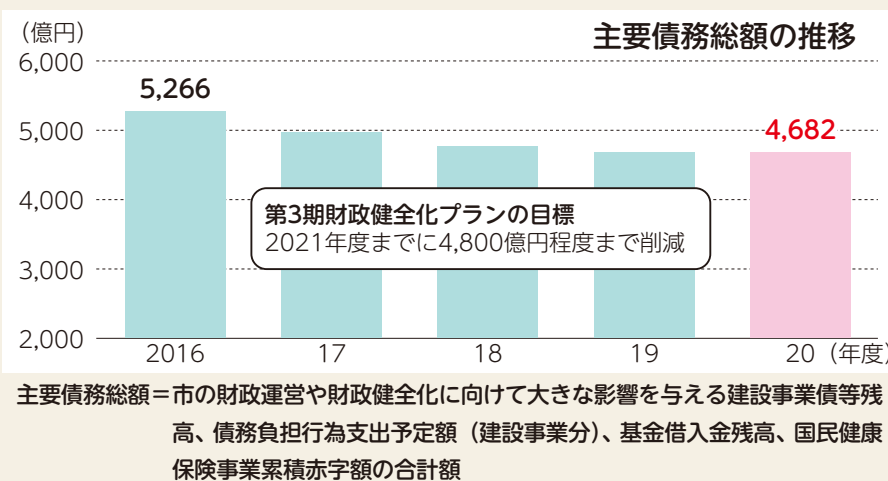 （億円）
主要債務総額の推移
6,000
5,266
5,000
4,682
4,000
第3期財政健全化プランの目標
2021年度までに4,800億円程度まで削減
3,000
2,000
2016 17 18 19 20（年度）
主要債務総額＝市の財政運営や財政健全化に向けて大きな影響を与える建設事業債等残
高、債務負担行為支出予定額（建設事業分）、基金借入金残高、国民健康
保険事業累積赤字額の合計額